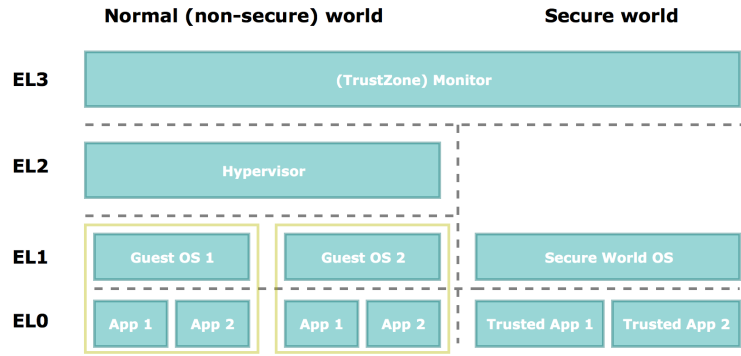 Normal (non-secure) world
Secure world
EL3
(TrustZone) Monitor
EL2
Hypervisor
EL1
Guest OS 1
Guest OS 2
Secure World OS
EL0
App 1
App 2
App 1
App 2
Trusted App 1
Trusted App 2